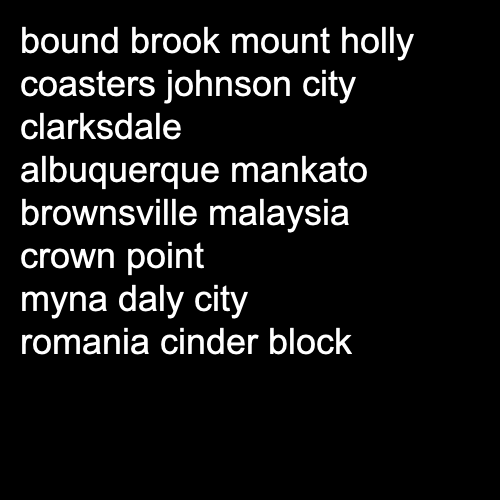 bound brook mount holly
coasters johnson city
clarksdale
albuquerque mankato
brownsville malaysia
crown point
myna daly city
romania cinder block